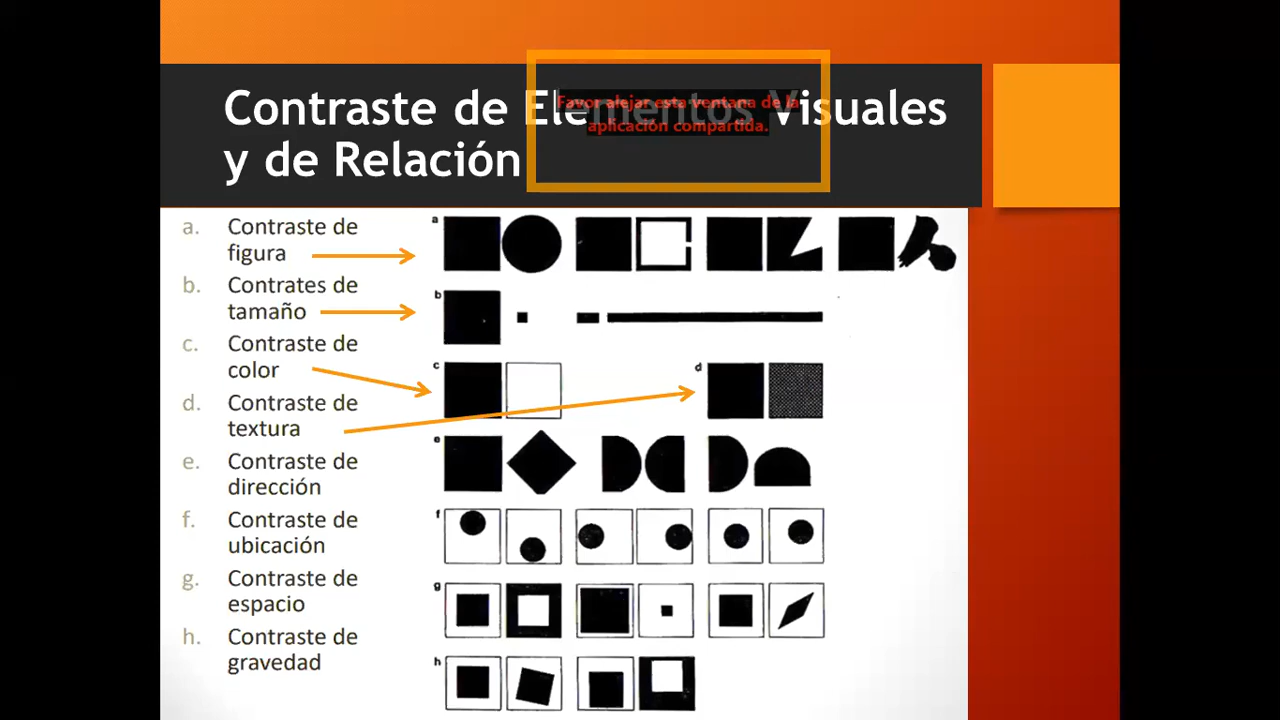 Contraste de Elementos Visuales
y de Relación
Favor alejar esta ventana de la
aplicación compartida.
a. Contraste de
figura
b. Contrates de
tamaño
c. Contraste de
color
d. Contraste de
textura
e. Contraste de
dirección
f. Contraste de
ubicación
g. Contraste de
espacio
h. Contraste de
gravedad
a
b
c
d
e
f
g
h